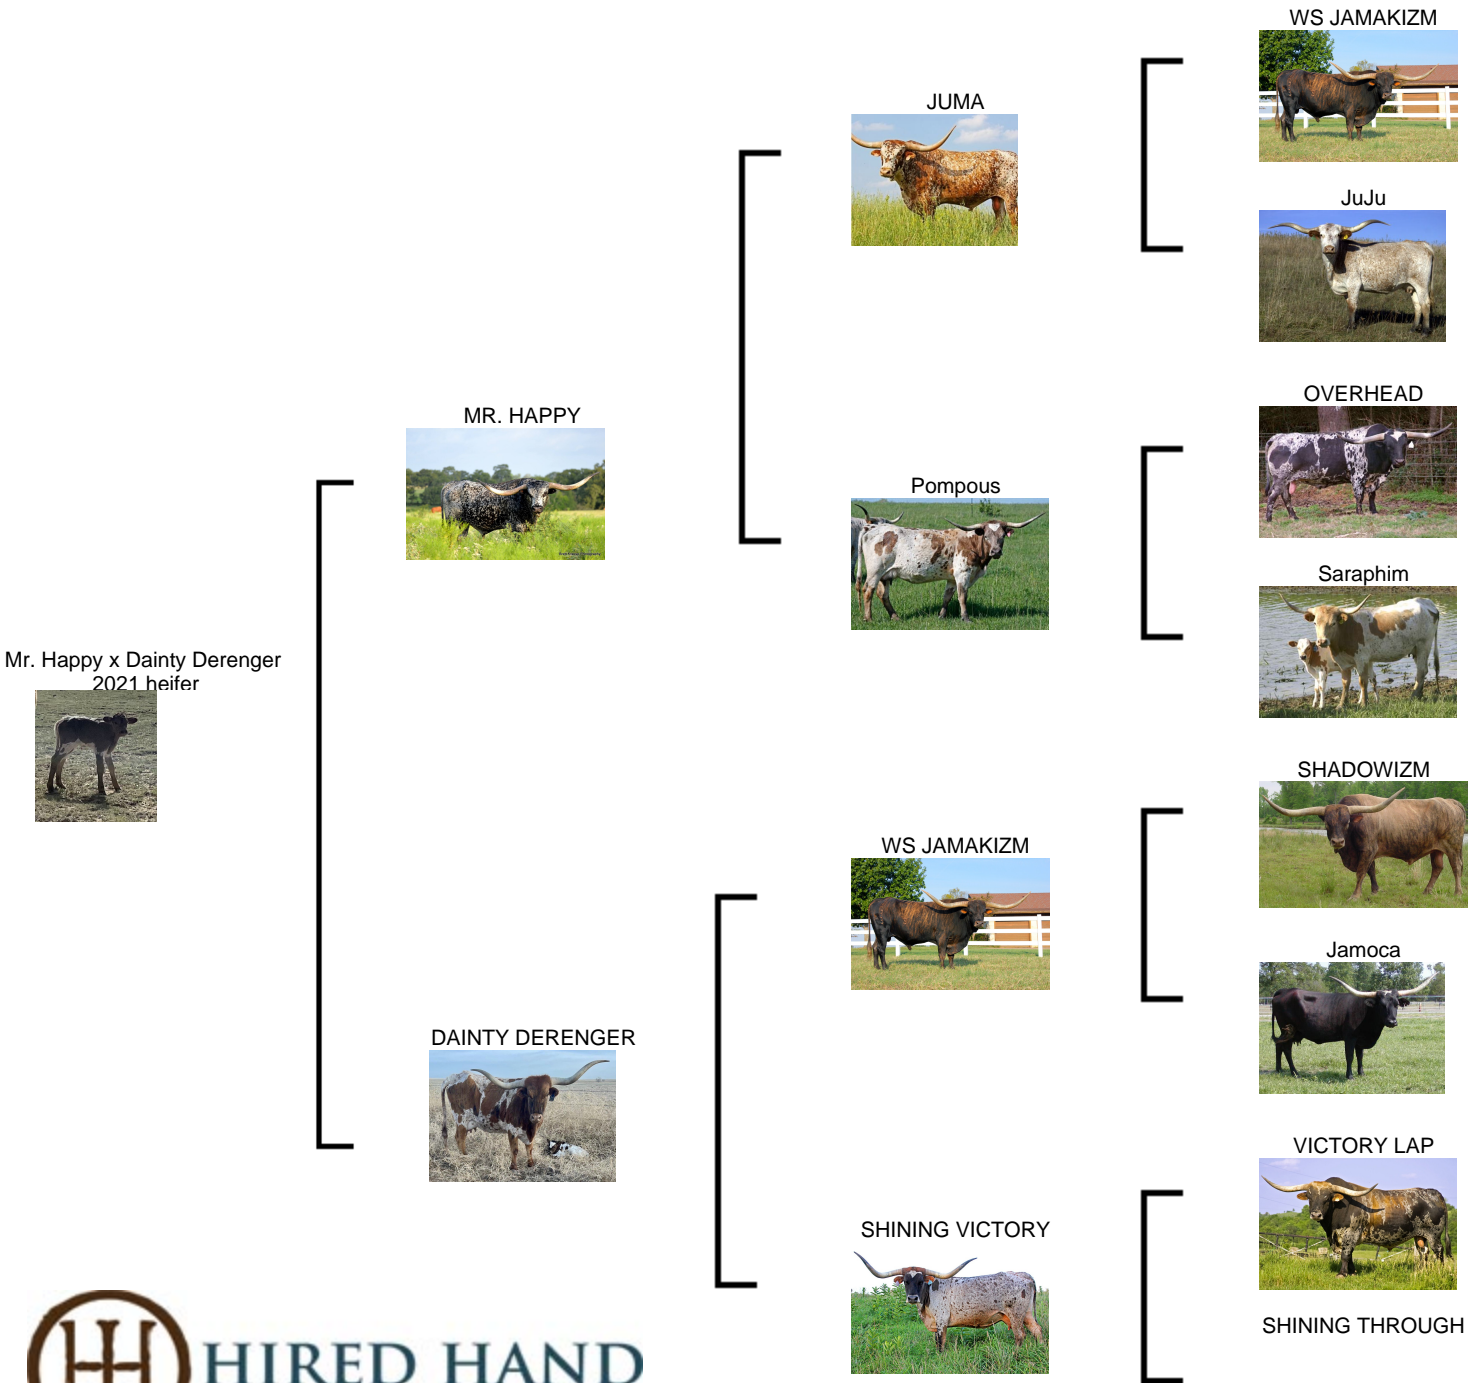 WS JAMAKIZM
JUMA
JuJu
OVERHEAD
MR. HAPPY
Pompous
Saraphim
Mr. Happy x Dainty Derenger
2021 heifer
SHADOWIZM
WS JAMAKIZM
Jamoca
DAINTY DERENGER
VICTORY LAP
SHINING VICTORY
SHINING THROUGH
HIRED HAND